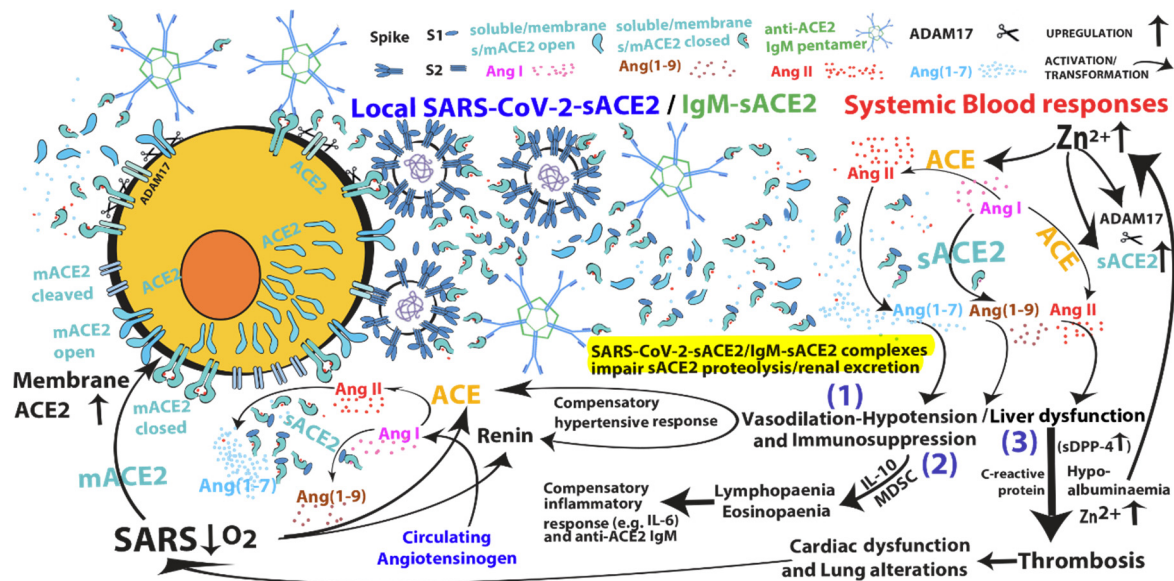 Spike S1 soluble/membrane s/mACE2 open soluble/membrane s/mACE2 closed anti-ACE2 IgM pentamer ADAM17 UPREGULATION
S2 Ang I Ang(1-9) Ang II Ang(1-7) ACTIVATION/TRANSFORMATION
Local SARS-CoV-2-sACE2 / IgM-sACE2 Systemic Blood responses
ADAM17
ACE2
ACE2
ACE2
mACE2
cleaved
mACE2
open
mACE2
closed
Membrane
ACE2
mACE2
SARS O2
Ang II
ACE
sACE2
Ang I
Ang(1-7)
Ang(1-9)
Renin
Circulating
Angiotensinogen
Compensatory
hypertensive response
Zn2+
ACE
Ang II
Ang I
ADAM17
sACE2
ACE
sACE2
Ang(1-7) Ang(1-9) Ang II
SARS-CoV-2-sACE2/IgM-sACE2 complexes
impair sACE2 proteolysis/renal excretion
(1)
Vasodilation-Hypotension / Liver dysfunction
and Immunosuppression
(2)
(3)
(sDPP-4)
C-reactive
protein
Hypo-
albuminaemia
Zn2+
IL-10
MDSC
Lymphopaenia
Eosinopaenia
Compensatory
inflammatory
response (e.g. IL-6)
and anti-ACE2 IgM
Cardiac dysfunction
and Lung alterations
Thrombosis